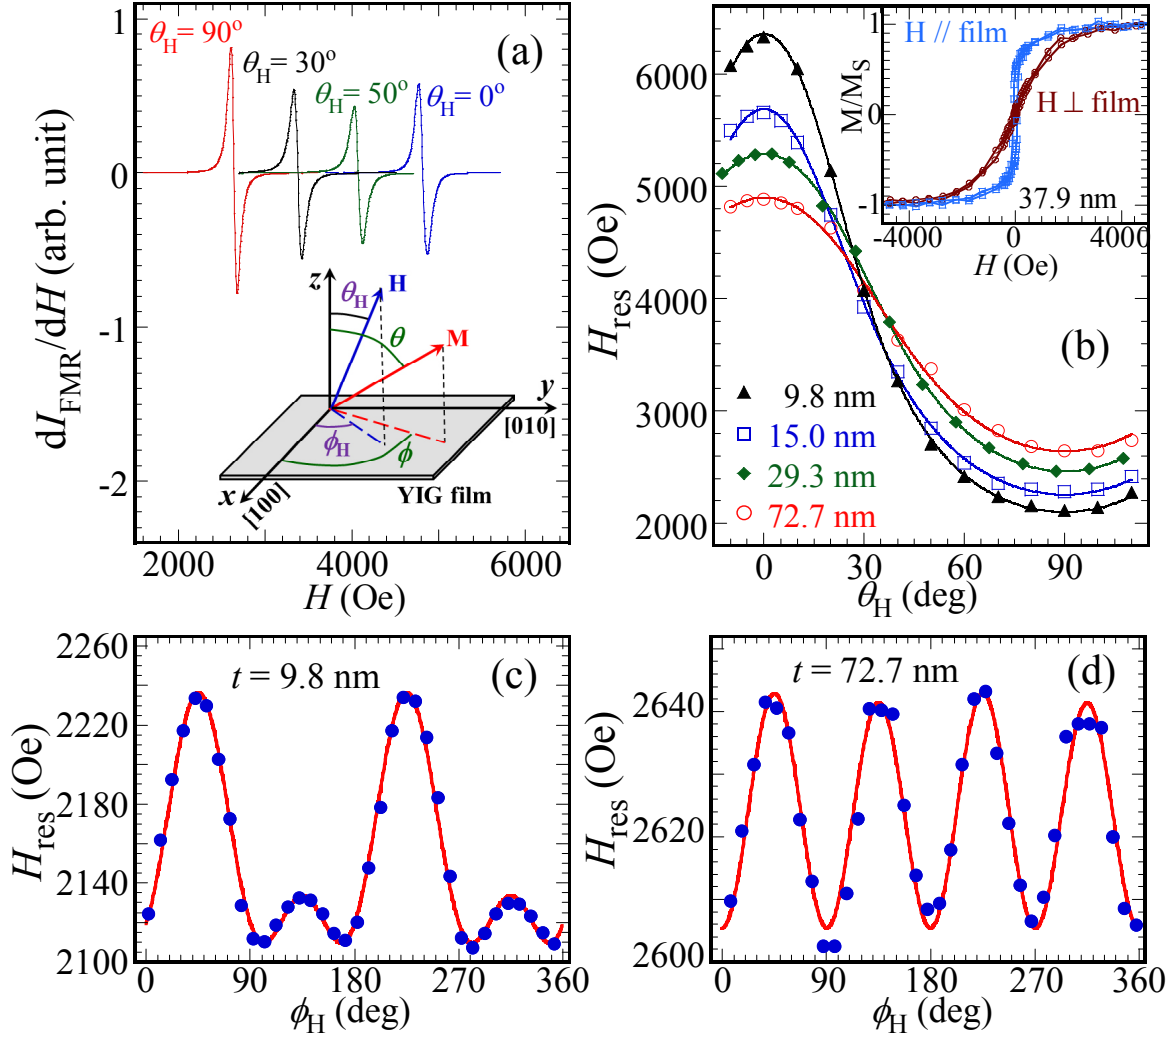 (a)
θH= 90°
θH= 30°
θH= 50°
θH= 0°
1
0
-1
-2
dIFMR/dH (arb. unit)
z
θH
H
θ
M
y
[010]
ϕH
ϕ
x
[100]
YIG film
2000
4000
6000
H (Oe)
(b)
6000
5000
4000
3000
2000
Hres (Oe)
9.8 nm
15.0 nm
29.3 nm
72.7 nm
0
30
60
90
θH (deg)
M/MS
1
0
-1
H // film
H ⊥ film
37.9 nm
-4000
0
4000
H (Oe)
(c)
t = 9.8 nm
2260
2220
2180
2140
2100
Hres (Oe)
0
90
180
270
360
ϕH (deg)
(d)
t = 72.7 nm
2640
2620
2600
Hres (Oe)
0
90
180
270
360
ϕH (deg)